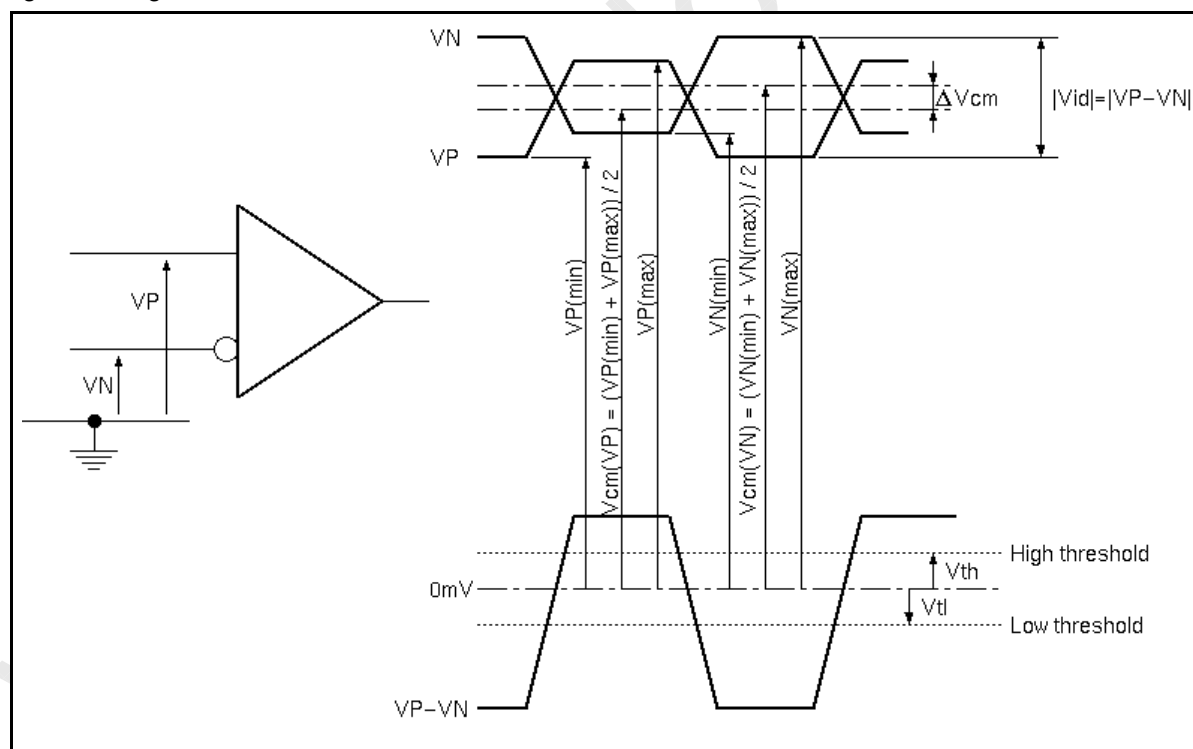 VN
VP
ΔVcm
|Vid|=|VP−VN|
VP
VN
VP(min)
Vcm(VP) = (VP(min) + VP(max)) / 2
VP(max)
VN(min)
Vcm(VN) = (VN(min) + VN(max)) / 2
VN(max)
High threshold
Vth
0mV
Vtl
Low threshold
VP−VN